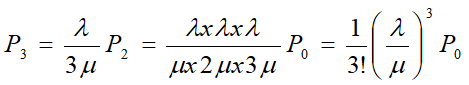 P₃ = λ/3μ P₂ = λxλxλ/μx2μx3μ P₀ = 1/3! (λ/μ)³ P₀